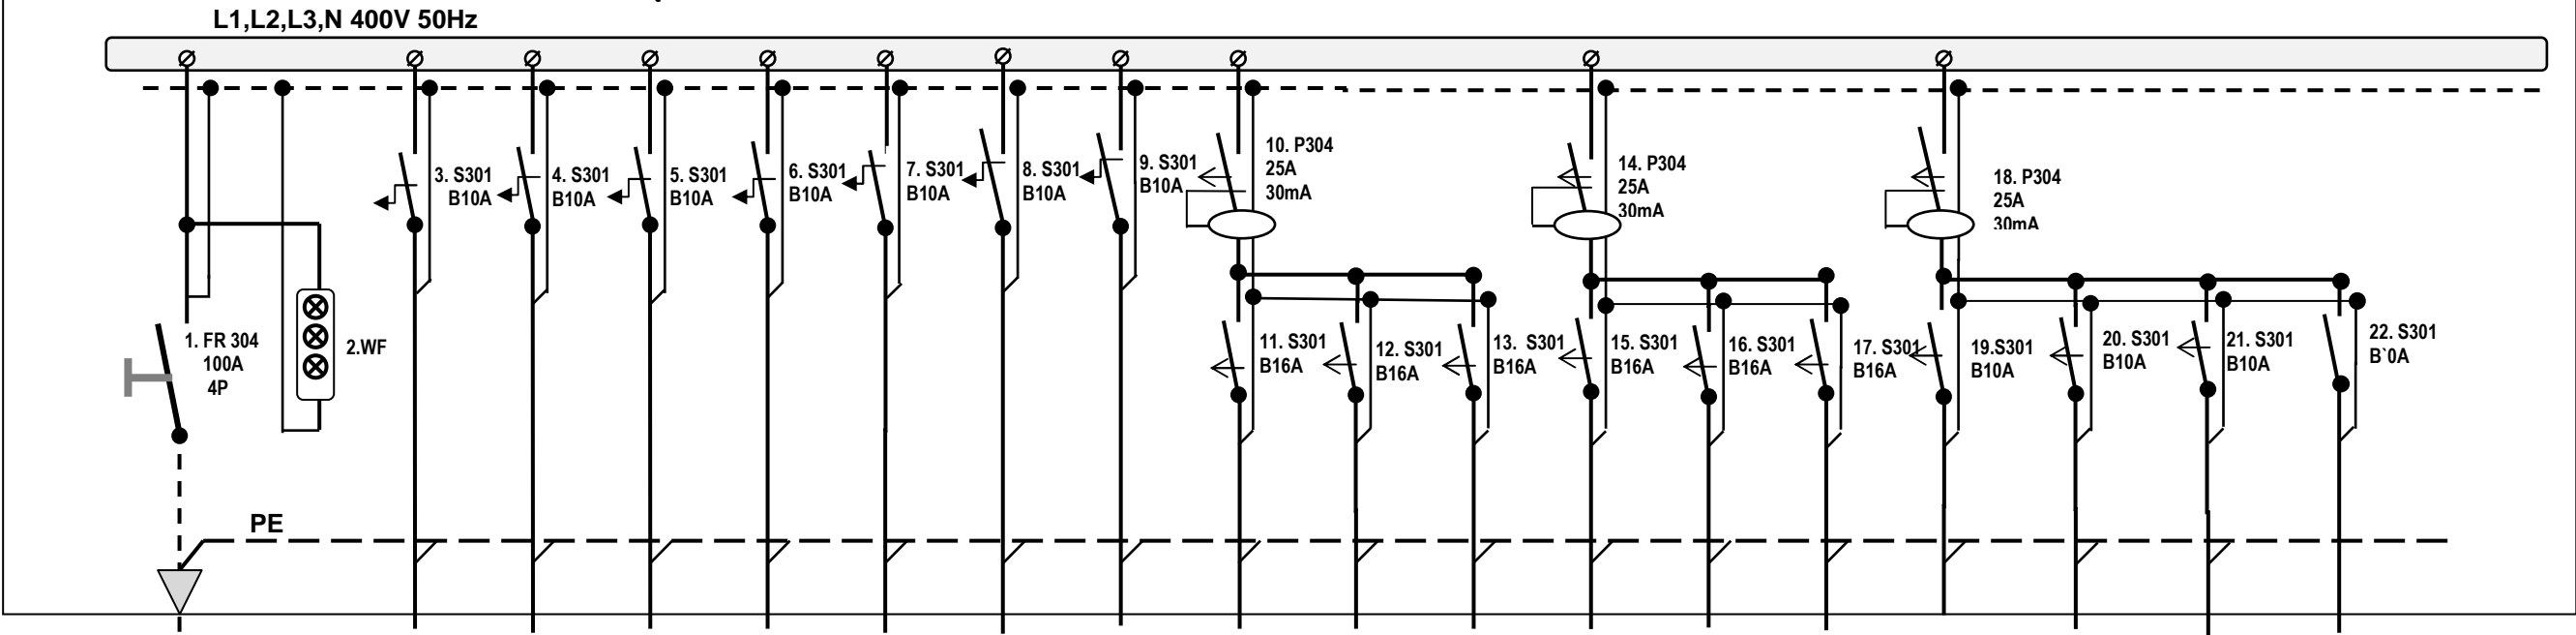 L1,L2,L3,N 400V 50Hz
3. S301
B10A
4. S301
B10A
5. S301
B10A
6. S301
B10A
7. S301
B10A
8. S301
B10A
9. S301
B10A
10. P304
25A
30mA
14. P304
25A
30mA
18. P304
25A
30mA
1. FR 304
100A
4P
2.WF
11. S301
B16A
12. S301
B16A
13. S301
B16A
15. S301
B16A
16. S301
B16A
17. S301
B16A
19.S301
B10A
20. S301
B10A
21. S301
B10A
22. S301
B`0A
PE